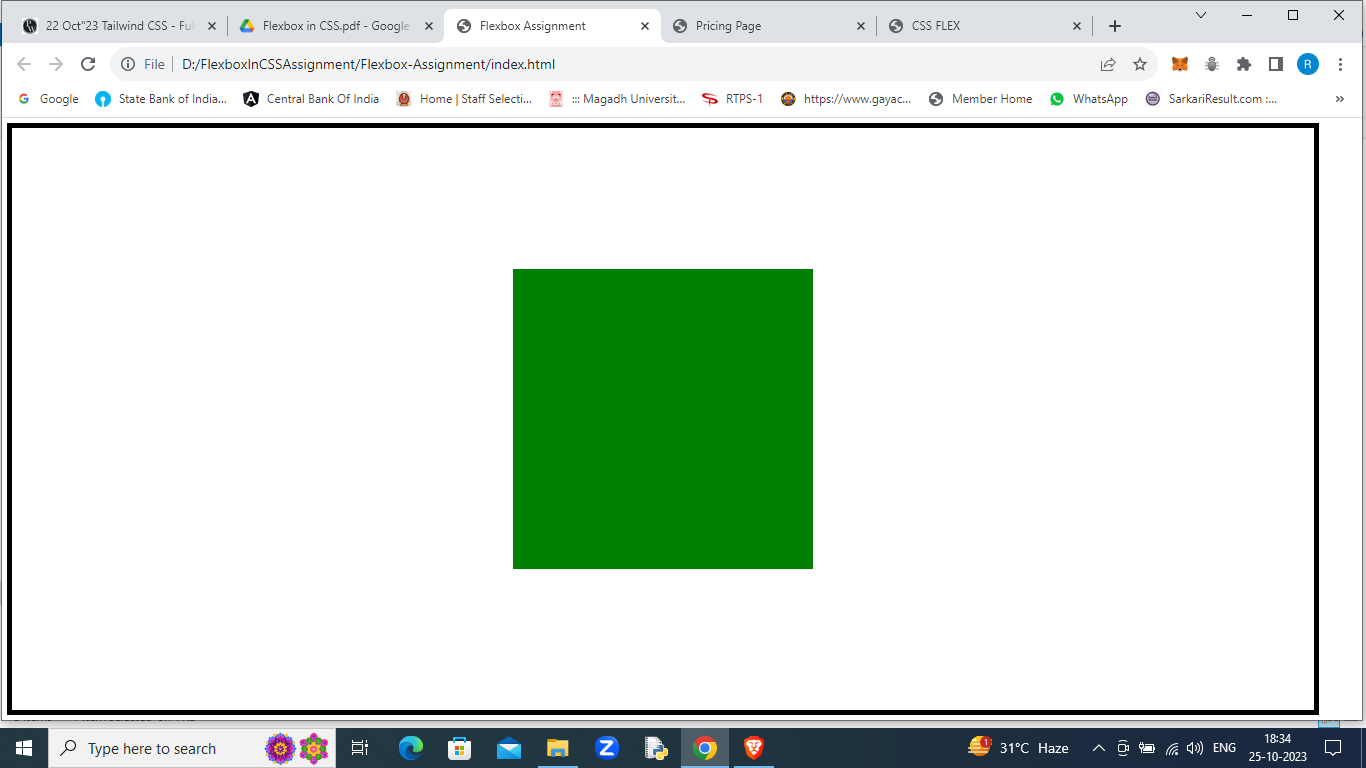 22 Oct"23 Tailwind CSS - Ful
Flexbox in CSS.pdf - Google
Flexbox Assignment
Pricing Page
CSS FLEX
File
D:/FlexboxInCSSAssignment/Flexbox-Assignment/index.html
R
Google
State Bank of India...
Central Bank Of India
Home | Staff Selecti...
::: Magadh Universit...
RTPS-1
https://www.gayac...
Member Home
WhatsApp
SarkariResult.com :...
»
Type here to search
1
31°C Haze
ENG
18:34
25-10-2023